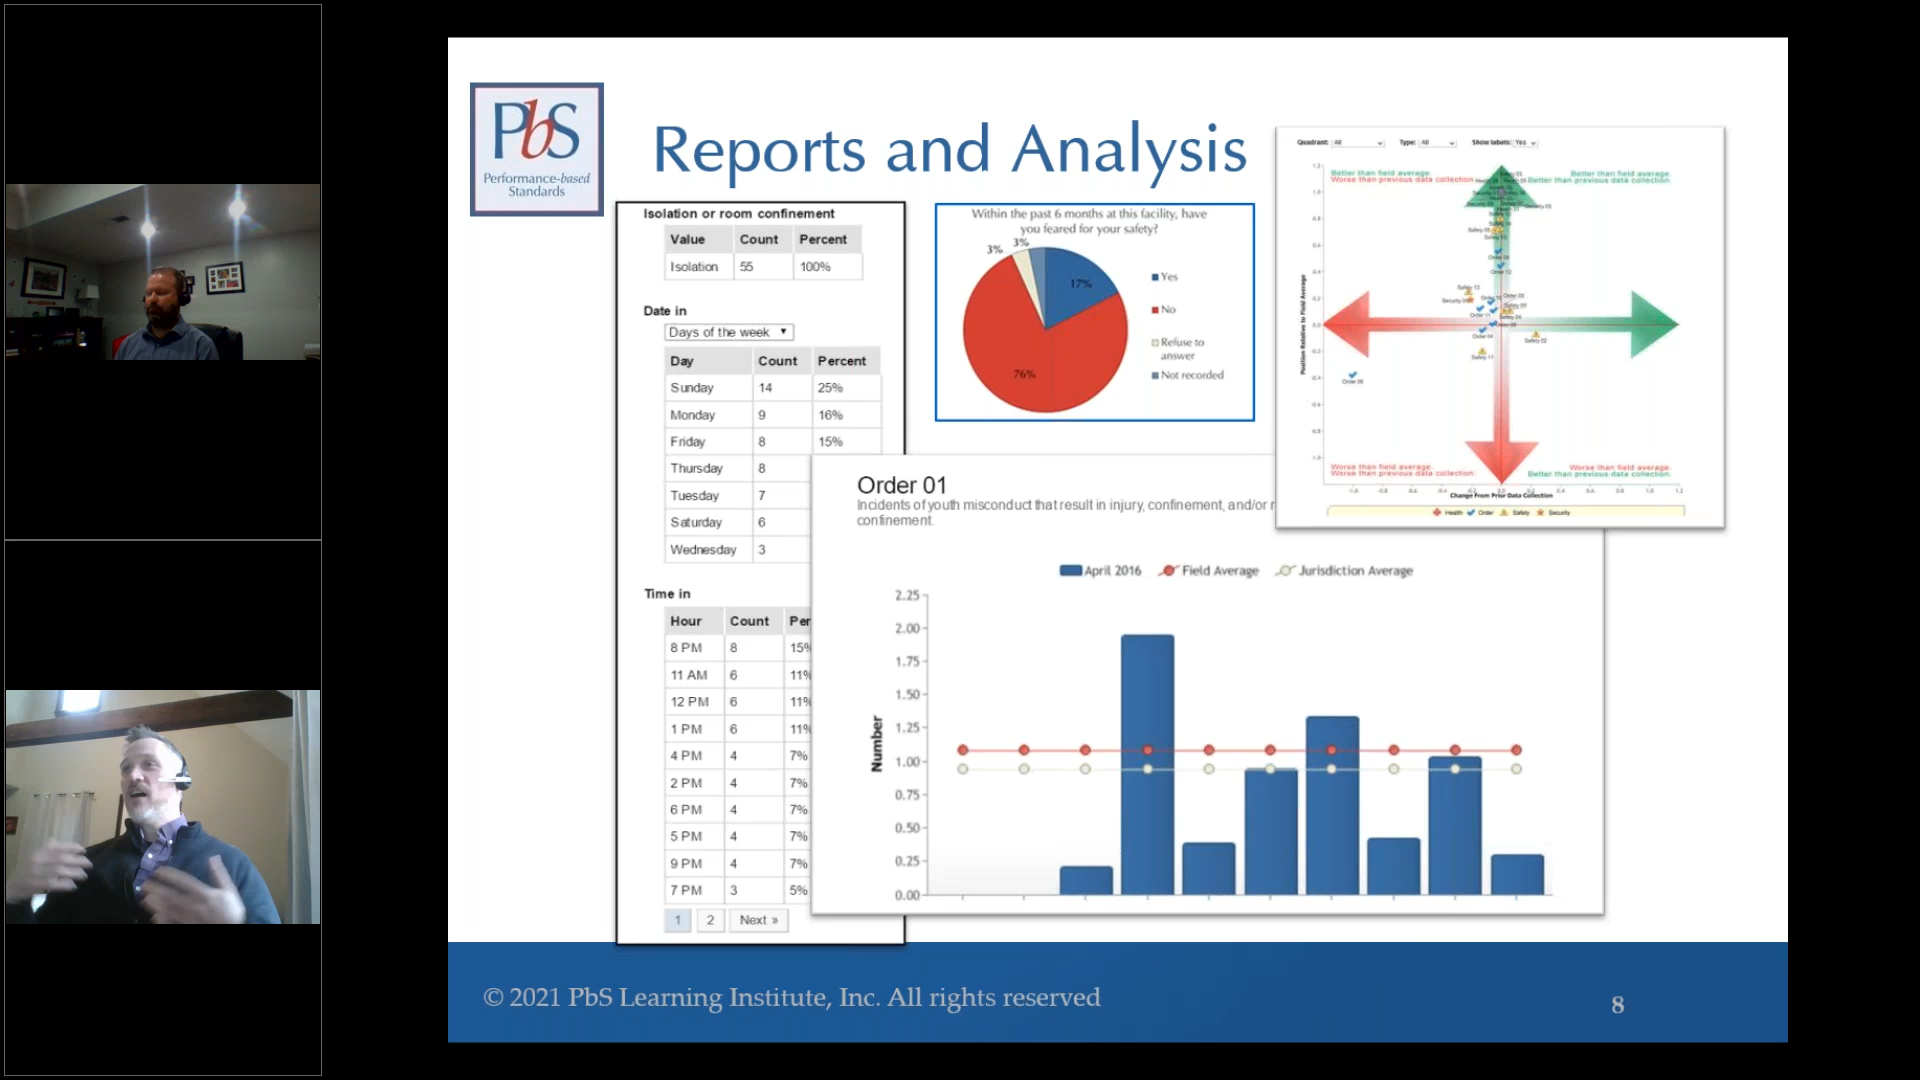 PbS
Performance-based
Standards
Reports and Analysis
Isolation or room confinement
Value Count Percent
Isolation 55 100%
Date in
Days of the week
Day Count Percent
Sunday 14 25%
Monday 9 16%
Friday 8 15%
Thursday 8
Tuesday 7
Saturday 6
Wednesday 3
Time in
Hour Count Per
8 PM 8 15%
11 AM 6 11%
12 PM 6 11%
1 PM 6 11%
4 PM 4 7%
2 PM 4 7%
6 PM 4 7%
5 PM 4 7%
9 PM 4 7%
7 PM 3 5%
1 2 Next »
Within the past 6 months at this facility, have
you feared for your safety?
3% 3%
17%
76%
Yes
No
Refuse to
answer
Not recorded
Quadrant: All Type: All Show labels: Yes
Better than field average.
Worse than previous data collection.
Better than field average.
Better than previous data collection.
Position Relative to Field Average
Safety 02
Safety 11
Worse than field average.
Worse than previous data collection.
Worse than field average.
Better than previous data collection.
Change From Prior Data Collection
Health Order Safety Security
Order 01
Incidents of youth misconduct that result in injury, confinement, and/or r
confinement.
April 2016 Field Average Jurisdiction Average
Number
2.25
2.00
1.75
1.50
1.25
1.00
0.75
0.50
0.25
0.00
© 2021 PbS Learning Institute, Inc. All rights reserved
8